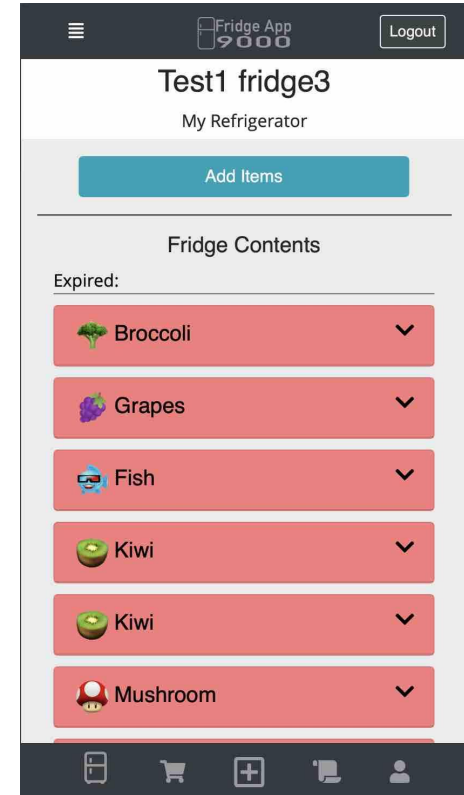 Fridge App
9000
Logout
Test1 fridge3
My Refrigerator
Add Items
Fridge Contents
Expired:
Broccoli
Grapes
Fish
Kiwi
Kiwi
Mushroom